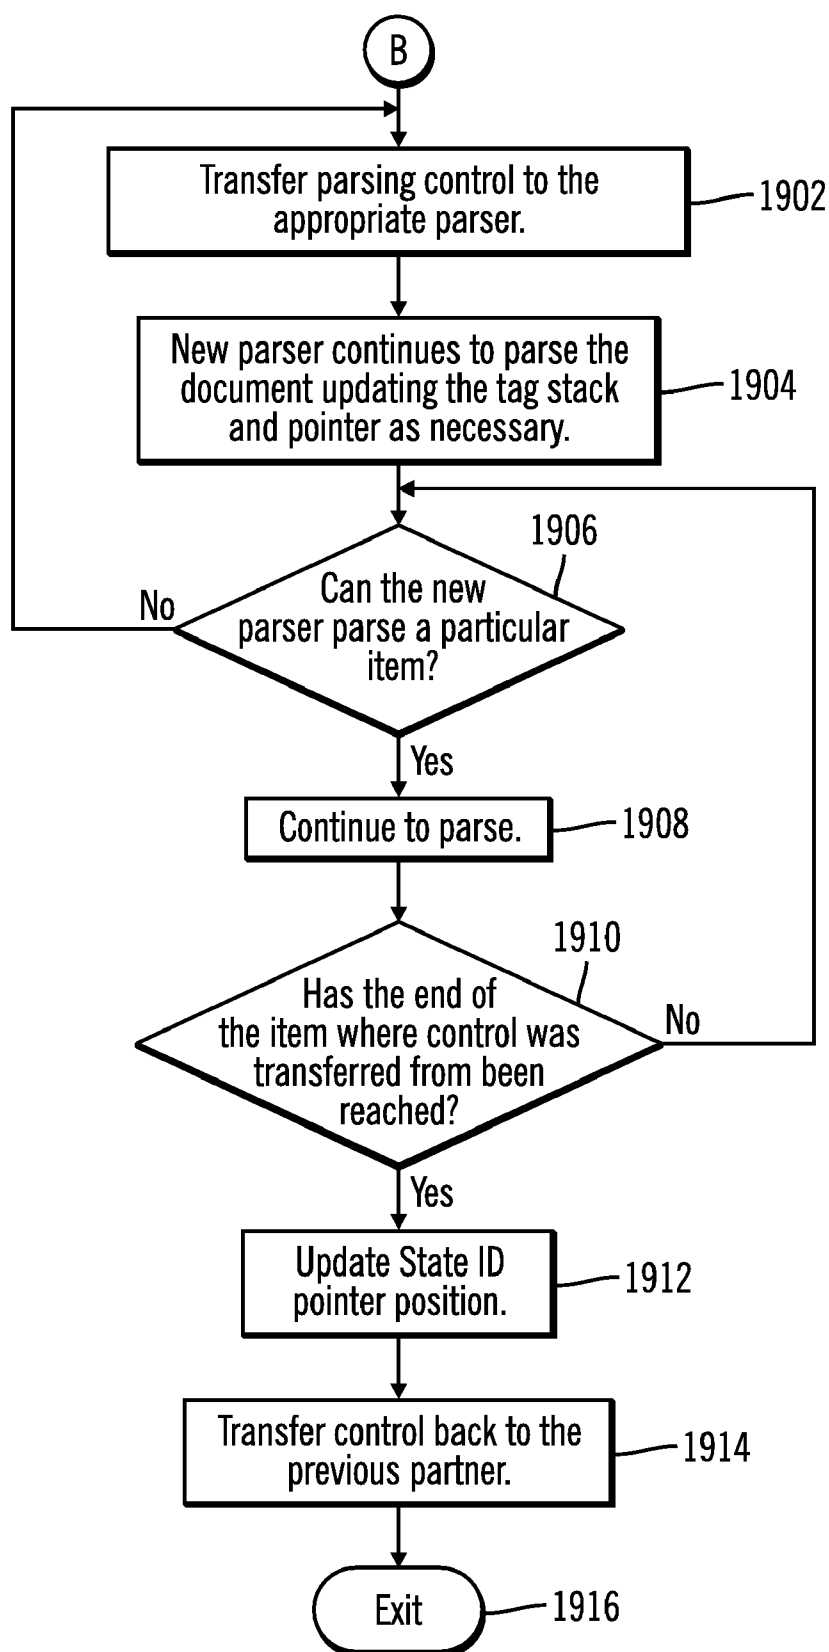 B
Transfer parsing control to the
appropriate parser.
1902
New parser continues to parse the
document updating the tag stack
and pointer as necessary.
1904
1906
Can the new
parser parse a particular
item?
No
Yes
Continue to parse.
1908
1910
Has the end of
the item where control was
transferred from been
reached?
No
Yes
Update State ID
pointer position.
1912
Transfer control back to the
previous partner.
1914
Exit
1916